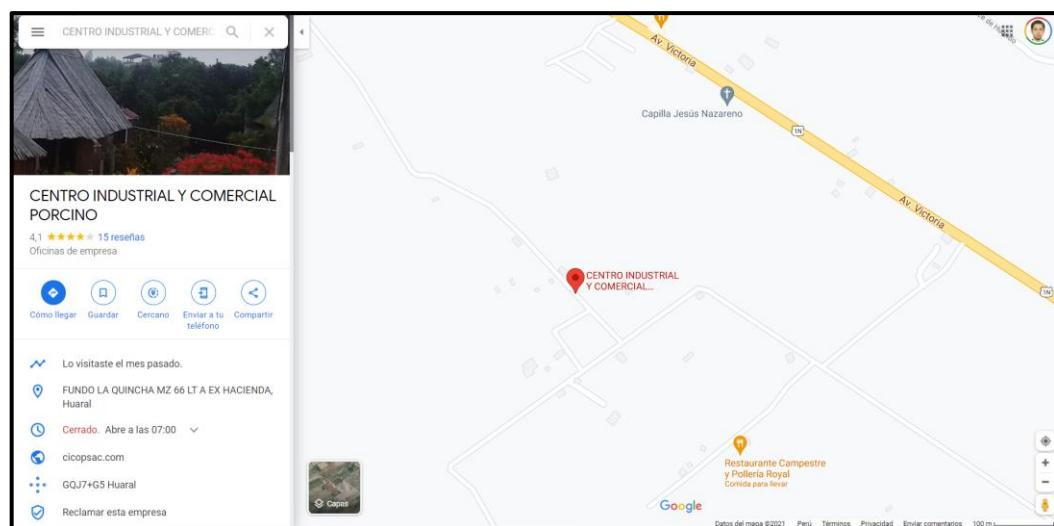 CENTRO INDUSTRIAL Y COMERC
CENTRO INDUSTRIAL Y COMERCIAL
PORCINO
4,1 15 reseñas
Oficinas de empresa
Cómo llegar
Guardar
Cercano
Enviar a tu
teléfono
Compartir
Lo visitaste el mes pasado.
FUNDO LA QUINCHA MZ 66 LT A EX HACIENDA,
Huaral
Cerrado. Abre a las 07:00
cicopsac.com
GQJ7+G5 Huaral
Reclamar esta empresa
Av. Victoria
Capilla Jesús Nazareno
1N
Av. Victoria
1N
CENTRO INDUSTRIAL
Y COMERCIAL...
Restaurante Campestre
y Pollería Royal
Comida para llevar
Capas
Google
Datos del mapa ©2021 Perú Términos Privacidad Enviar comentarios 100 m